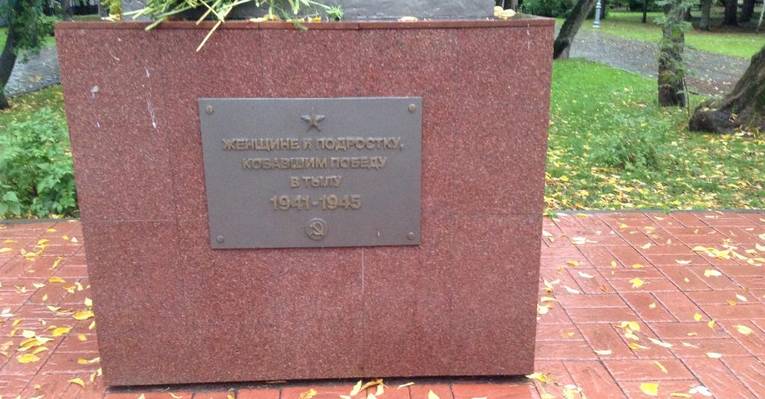 ЖЕНЩИНЕ И ПОДРОСТКУ,
КОВАВШИМ ПОБЕДУ
В ТЫЛУ
1941-1945